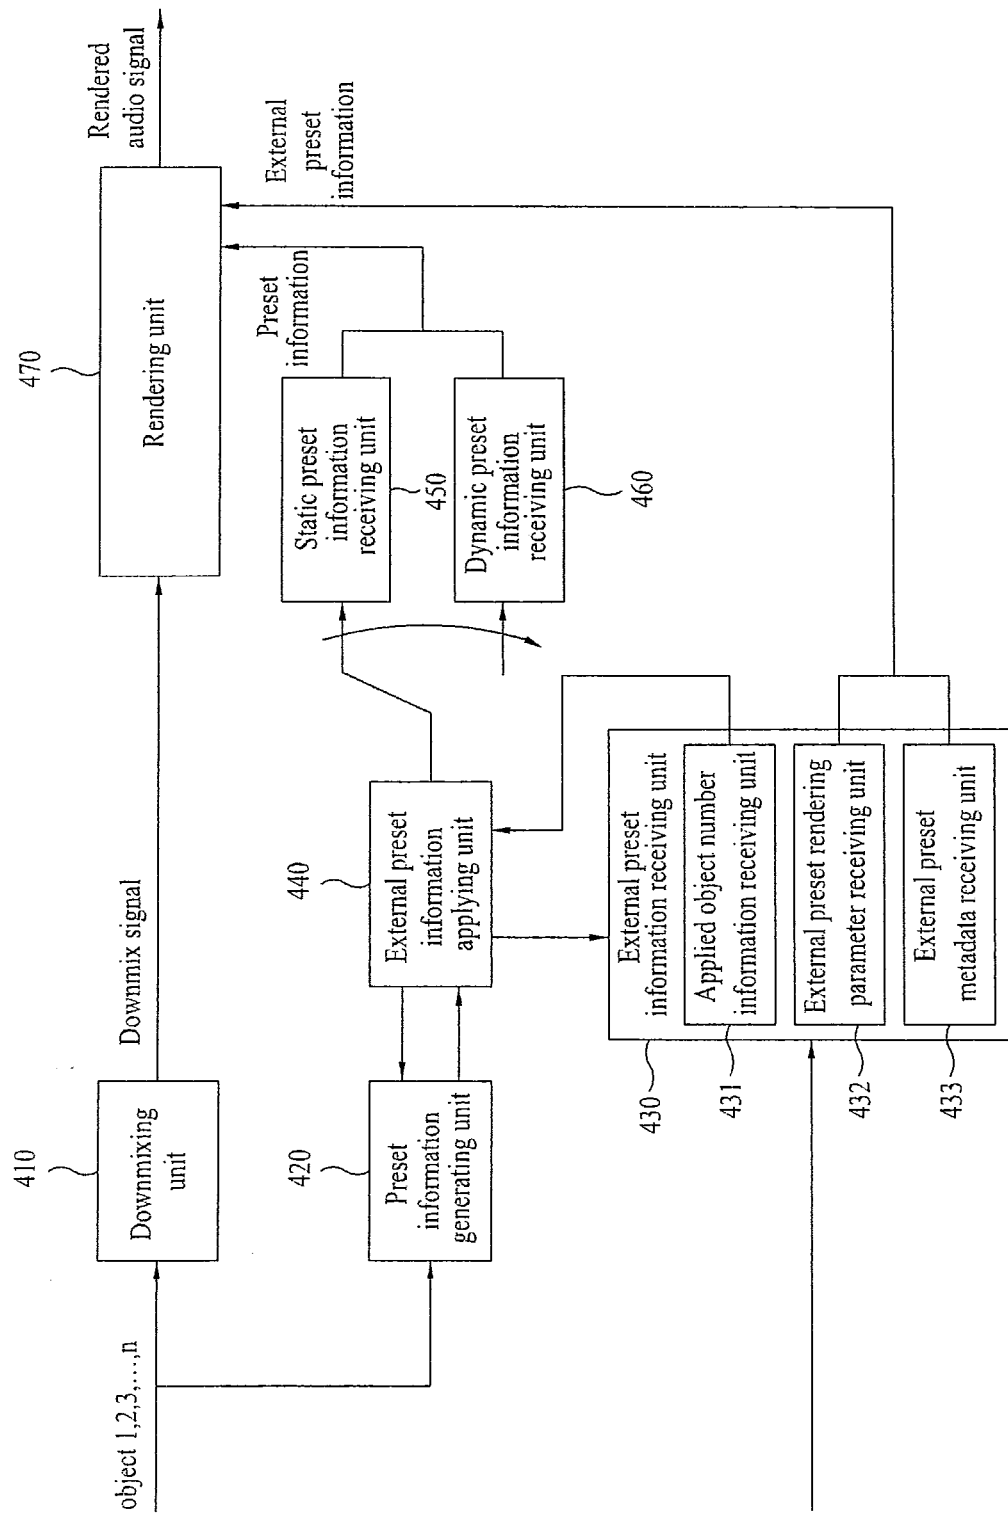 object 1,2,3,...,n
410
Downmixing
unit
Downmix signal
470
Rendering unit
Rendered
audio signal
420
Preset
information
generating unit
440
External preset
information
applying unit
Static preset
information
receiving unit
450
Dynamic preset
information
receiving unit
460
Preset
information
External
preset
information
430
External preset
information receiving unit
431
Applied object number
information receiving unit
432
External preset rendering
parameter receiving unit
433
External preset
metadata receiving unit